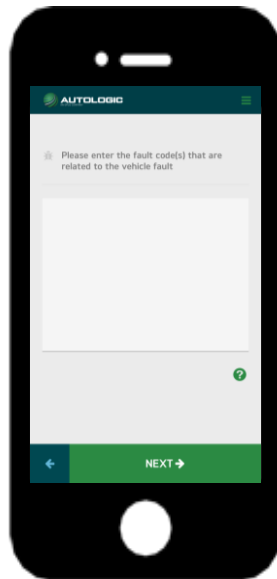 AUTOLOGIC
Please enter the fault code(s) that are
related to the vehicle fault
?
NEXT